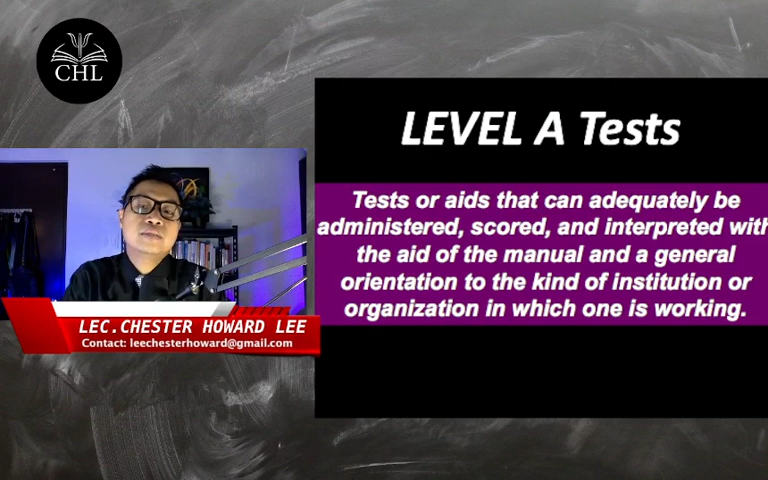 CHL
LEVEL A Tests
Tests or aids that can adequately be
administered, scored, and interpreted with
the aid of the manual and a general
orientation to the kind of institution or
organization in which one is working.
LEC.CHESTER HOWARD LEE
Contact: leechesterhoward@gmail.com